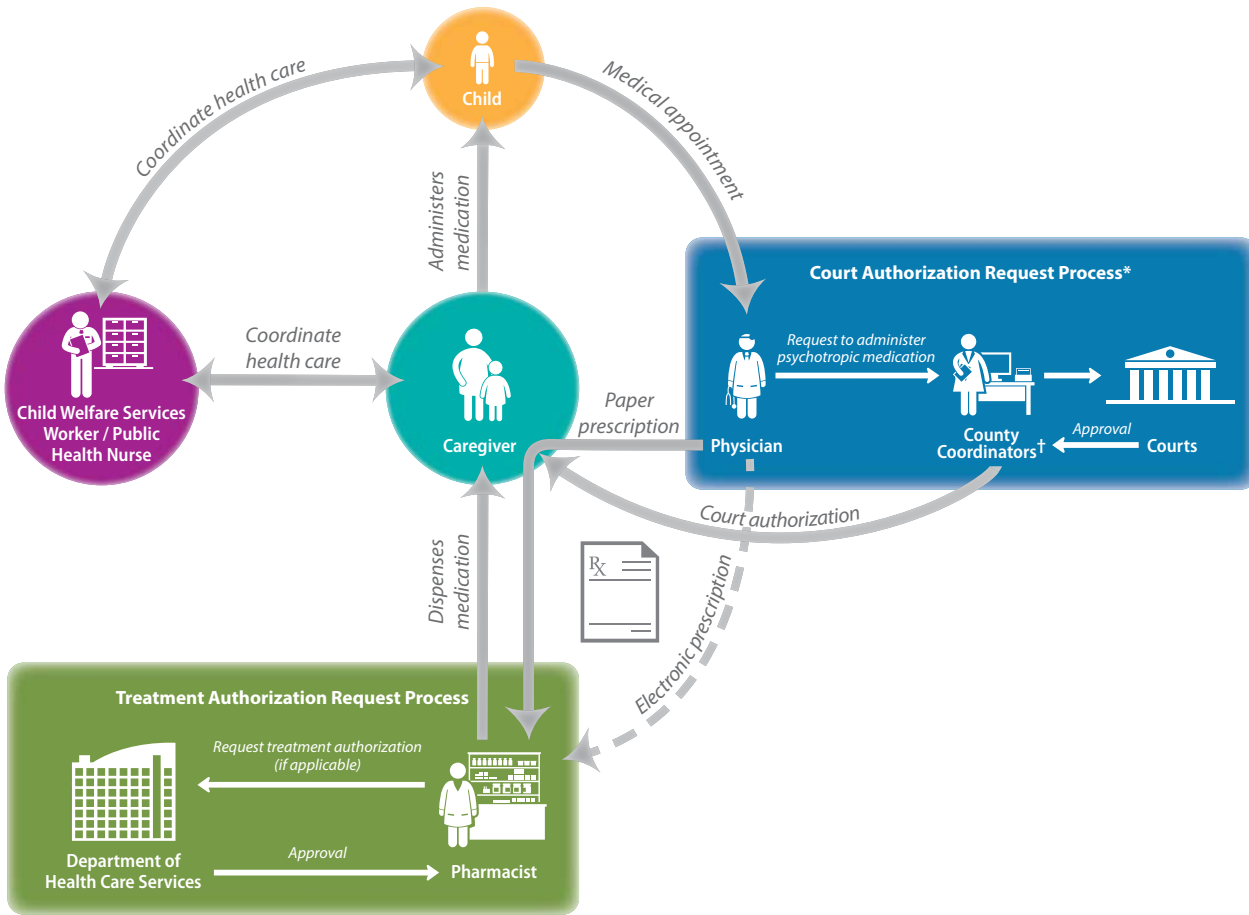 Child
Coordinate health care
Medical appointment
Administers
medication
Court Authorization Request Process*
Request to administer
psychotropic medication
Physician
County
Coordinators†
Approval
Courts
Coordinate
health care
Child Welfare Services
Worker / Public
Health Nurse
Caregiver
Paper
prescription
Court authorization
Dispenses
medication
Rx
Electronic prescription
Treatment Authorization Request Process
Request treatment authorization
(if applicable)
Department of
Health Care Services
Approval
Pharmacist